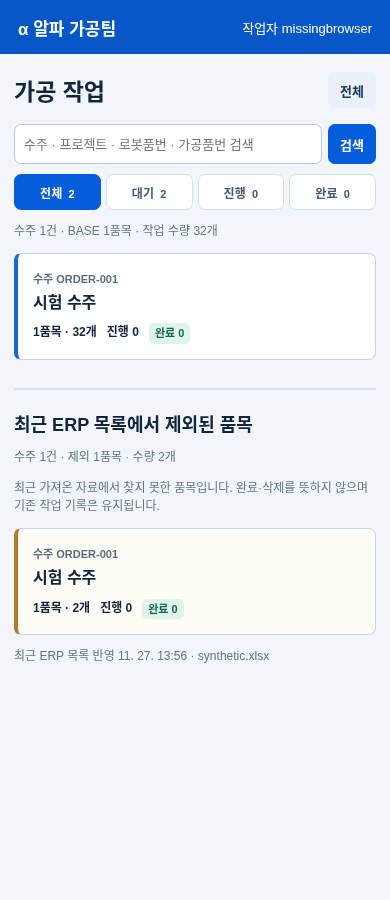 α 알파 가공팀
작업자 missingbrowser
가공 작업
전체
수주 · 프로젝트 · 로봇품번 · 가공품번 검색
검색
전체 2
대기 2
진행 0
완료 0
수주 1건 · BASE 1품목 · 작업 수량 32개
수주 ORDER-001
시험 수주
1품목 · 32개 진행 0 완료 0
최근 ERP 목록에서 제외된 품목
수주 1건 · 제외 1품목 · 수량 2개
최근 가져온 자료에서 찾지 못한 품목입니다. 완료·삭제를 뜻하지 않으며
기존 작업 기록은 유지됩니다.
수주 ORDER-001
시험 수주
1품목 · 2개 진행 0 완료 0
최근 ERP 목록 반영 11. 27. 13:56 · synthetic.xlsx